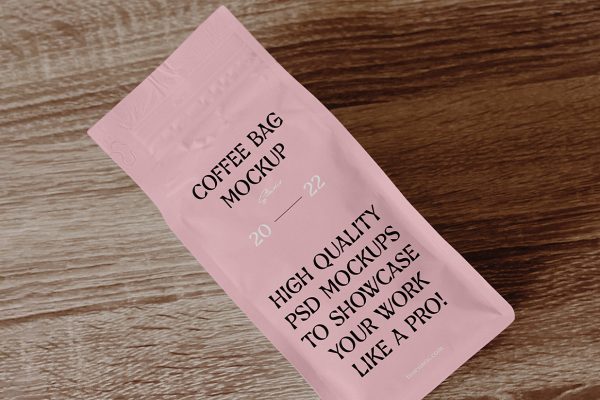 COFFEE BAG
MOCKUP
20 — 22
HIGH QUALITY
PSD MOCKUPS
TO SHOWCASE
YOUR WORK
LIKE A PRO!